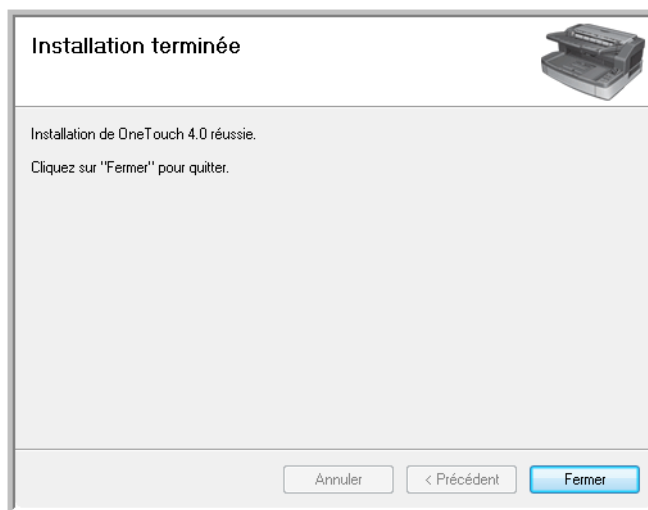 Installation terminée
Installation de OneTouch 4.0 réussie.
Cliquez sur "Fermer" pour quitter.
Annuler
< Précédent
Fermer